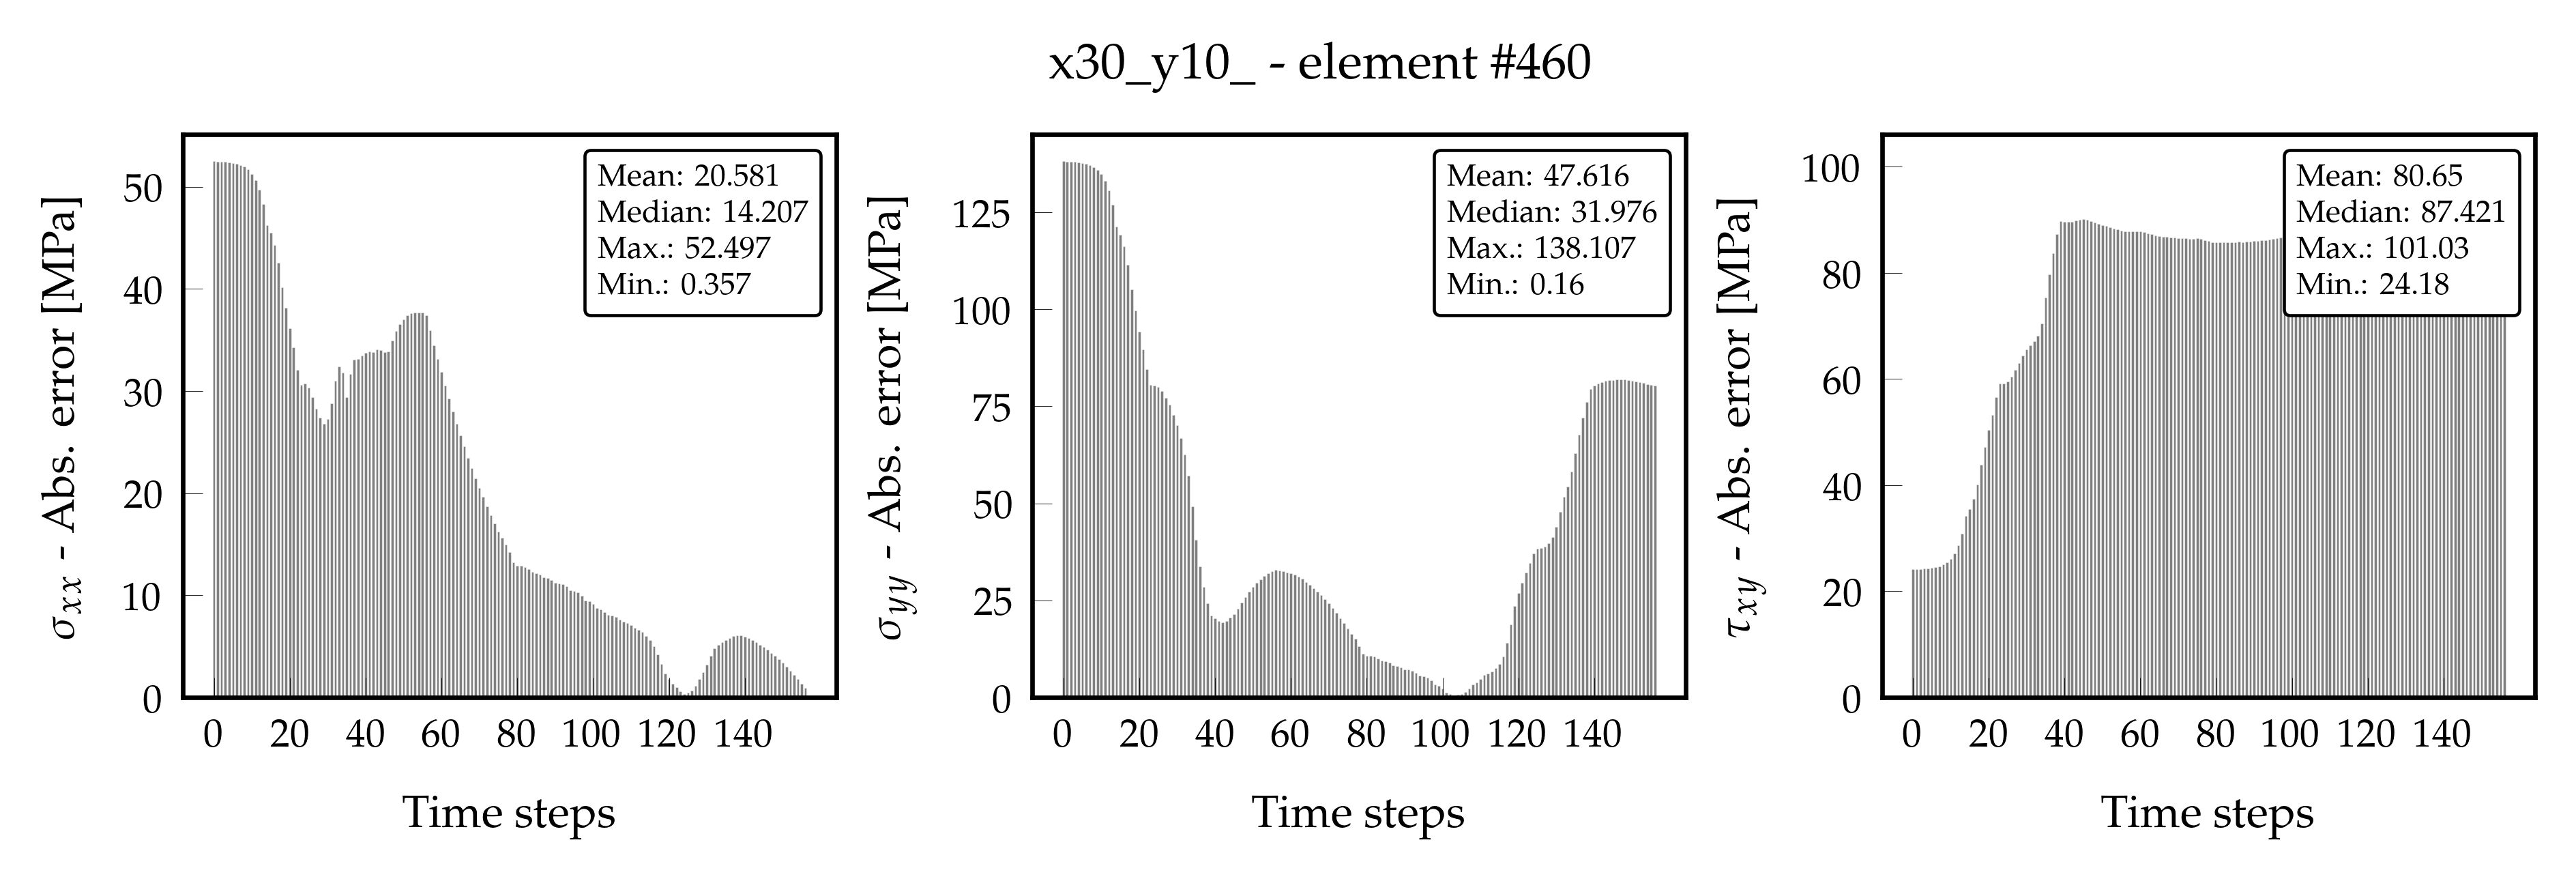 x30_y10_ - element #460
σxx - Abs. error [MPa]
50
40
30
20
10
0
Mean: 20.581
Median: 14.207
Max.: 52.497
Min.: 0.357
0 20 40 60 80 100 120 140
Time steps
σyy - Abs. error [MPa]
125
100
75
50
25
0
Mean: 47.616
Median: 31.976
Max.: 138.107
Min.: 0.16
0 20 40 60 80 100 120 140
Time steps
τxy - Abs. error [MPa]
100
80
60
40
20
0
Mean: 80.65
Median: 87.421
Max.: 101.03
Min.: 24.18
0 20 40 60 80 100 120 140
Time steps